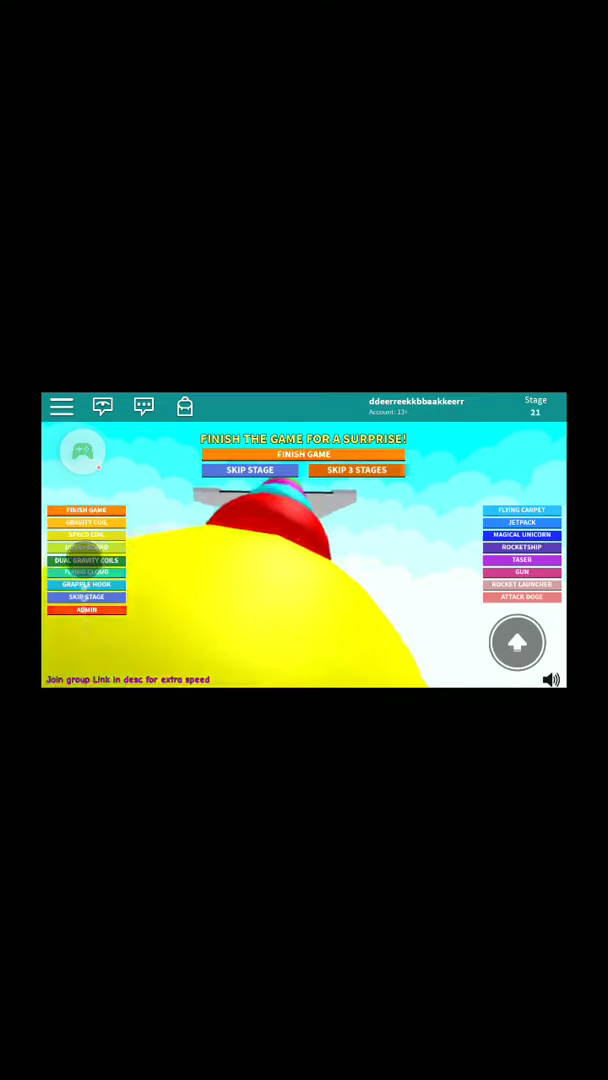 ddeerreekkbbaakkeerr
Account: 13+
Stage
21
FINISH THE GAME FOR A SURPRISE!
FINISH GAME
SKIP STAGE
SKIP 3 STAGES
FINISH GAME
GRAVITY COIL
SPEED COIL
DUAL GRAVITY COILS
FLYING CLOUD
GRAPPLE HOOK
SKIP STAGE
ADMIN
FLYING CARPET
JETPACK
MAGICAL UNICORN
ROCKETSHIP
TASER
GUN
ROCKET LAUNCHER
ATTACK DOGE
Join group Link in desc for extra speed